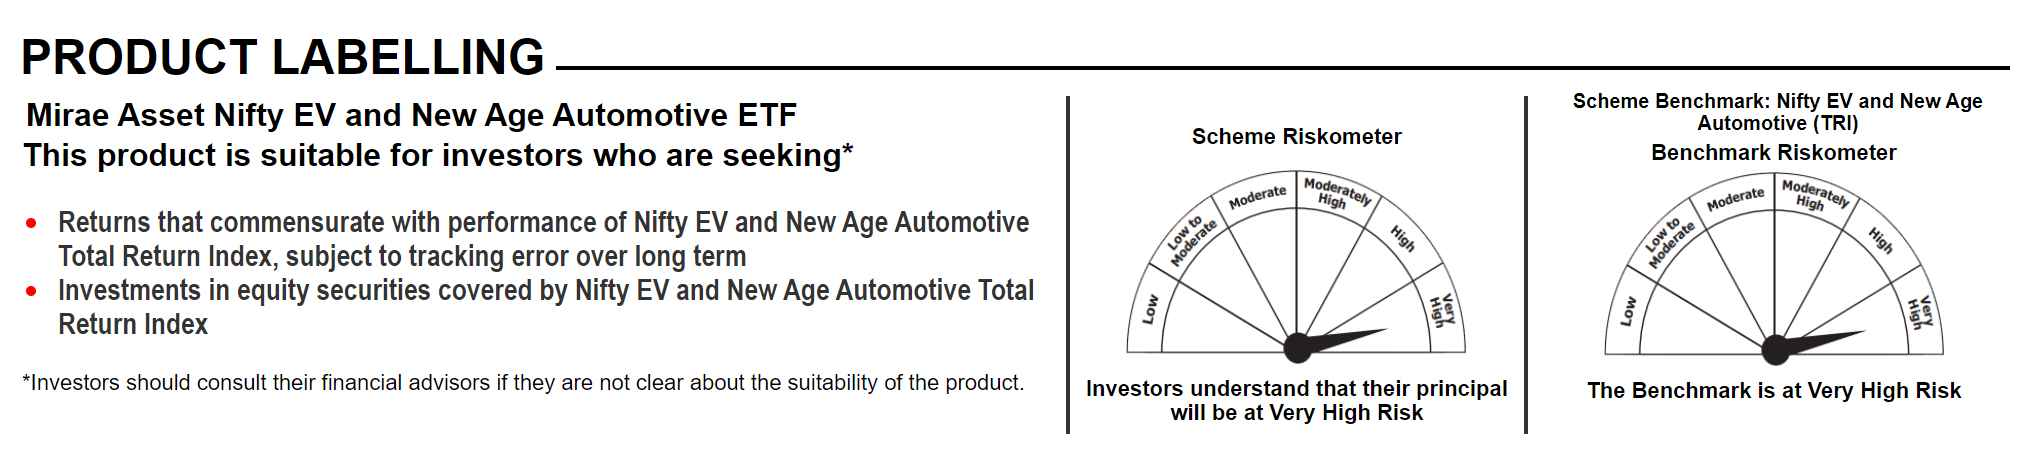 PRODUCT LABELLING
Mirae Asset Nifty EV and New Age Automotive ETF
This product is suitable for investors who are seeking*
• Returns that commensurate with performance of Nifty EV and New Age Automotive
Total Return Index, subject to tracking error over long term
• Investments in equity securities covered by Nifty EV and New Age Automotive Total
Return Index
*Investors should consult their financial advisors if they are not clear about the suitability of the product.
Scheme Riskometer
Low
Low to
Moderate
Moderate
Moderately
High
High
Very
High
Investors understand that their principal
will be at Very High Risk
Scheme Benchmark: Nifty EV and New Age
Automotive (TRI)
Benchmark Riskometer
Low
Low to
Moderate
Moderate
Moderately
High
High
Very
High
The Benchmark is at Very High Risk